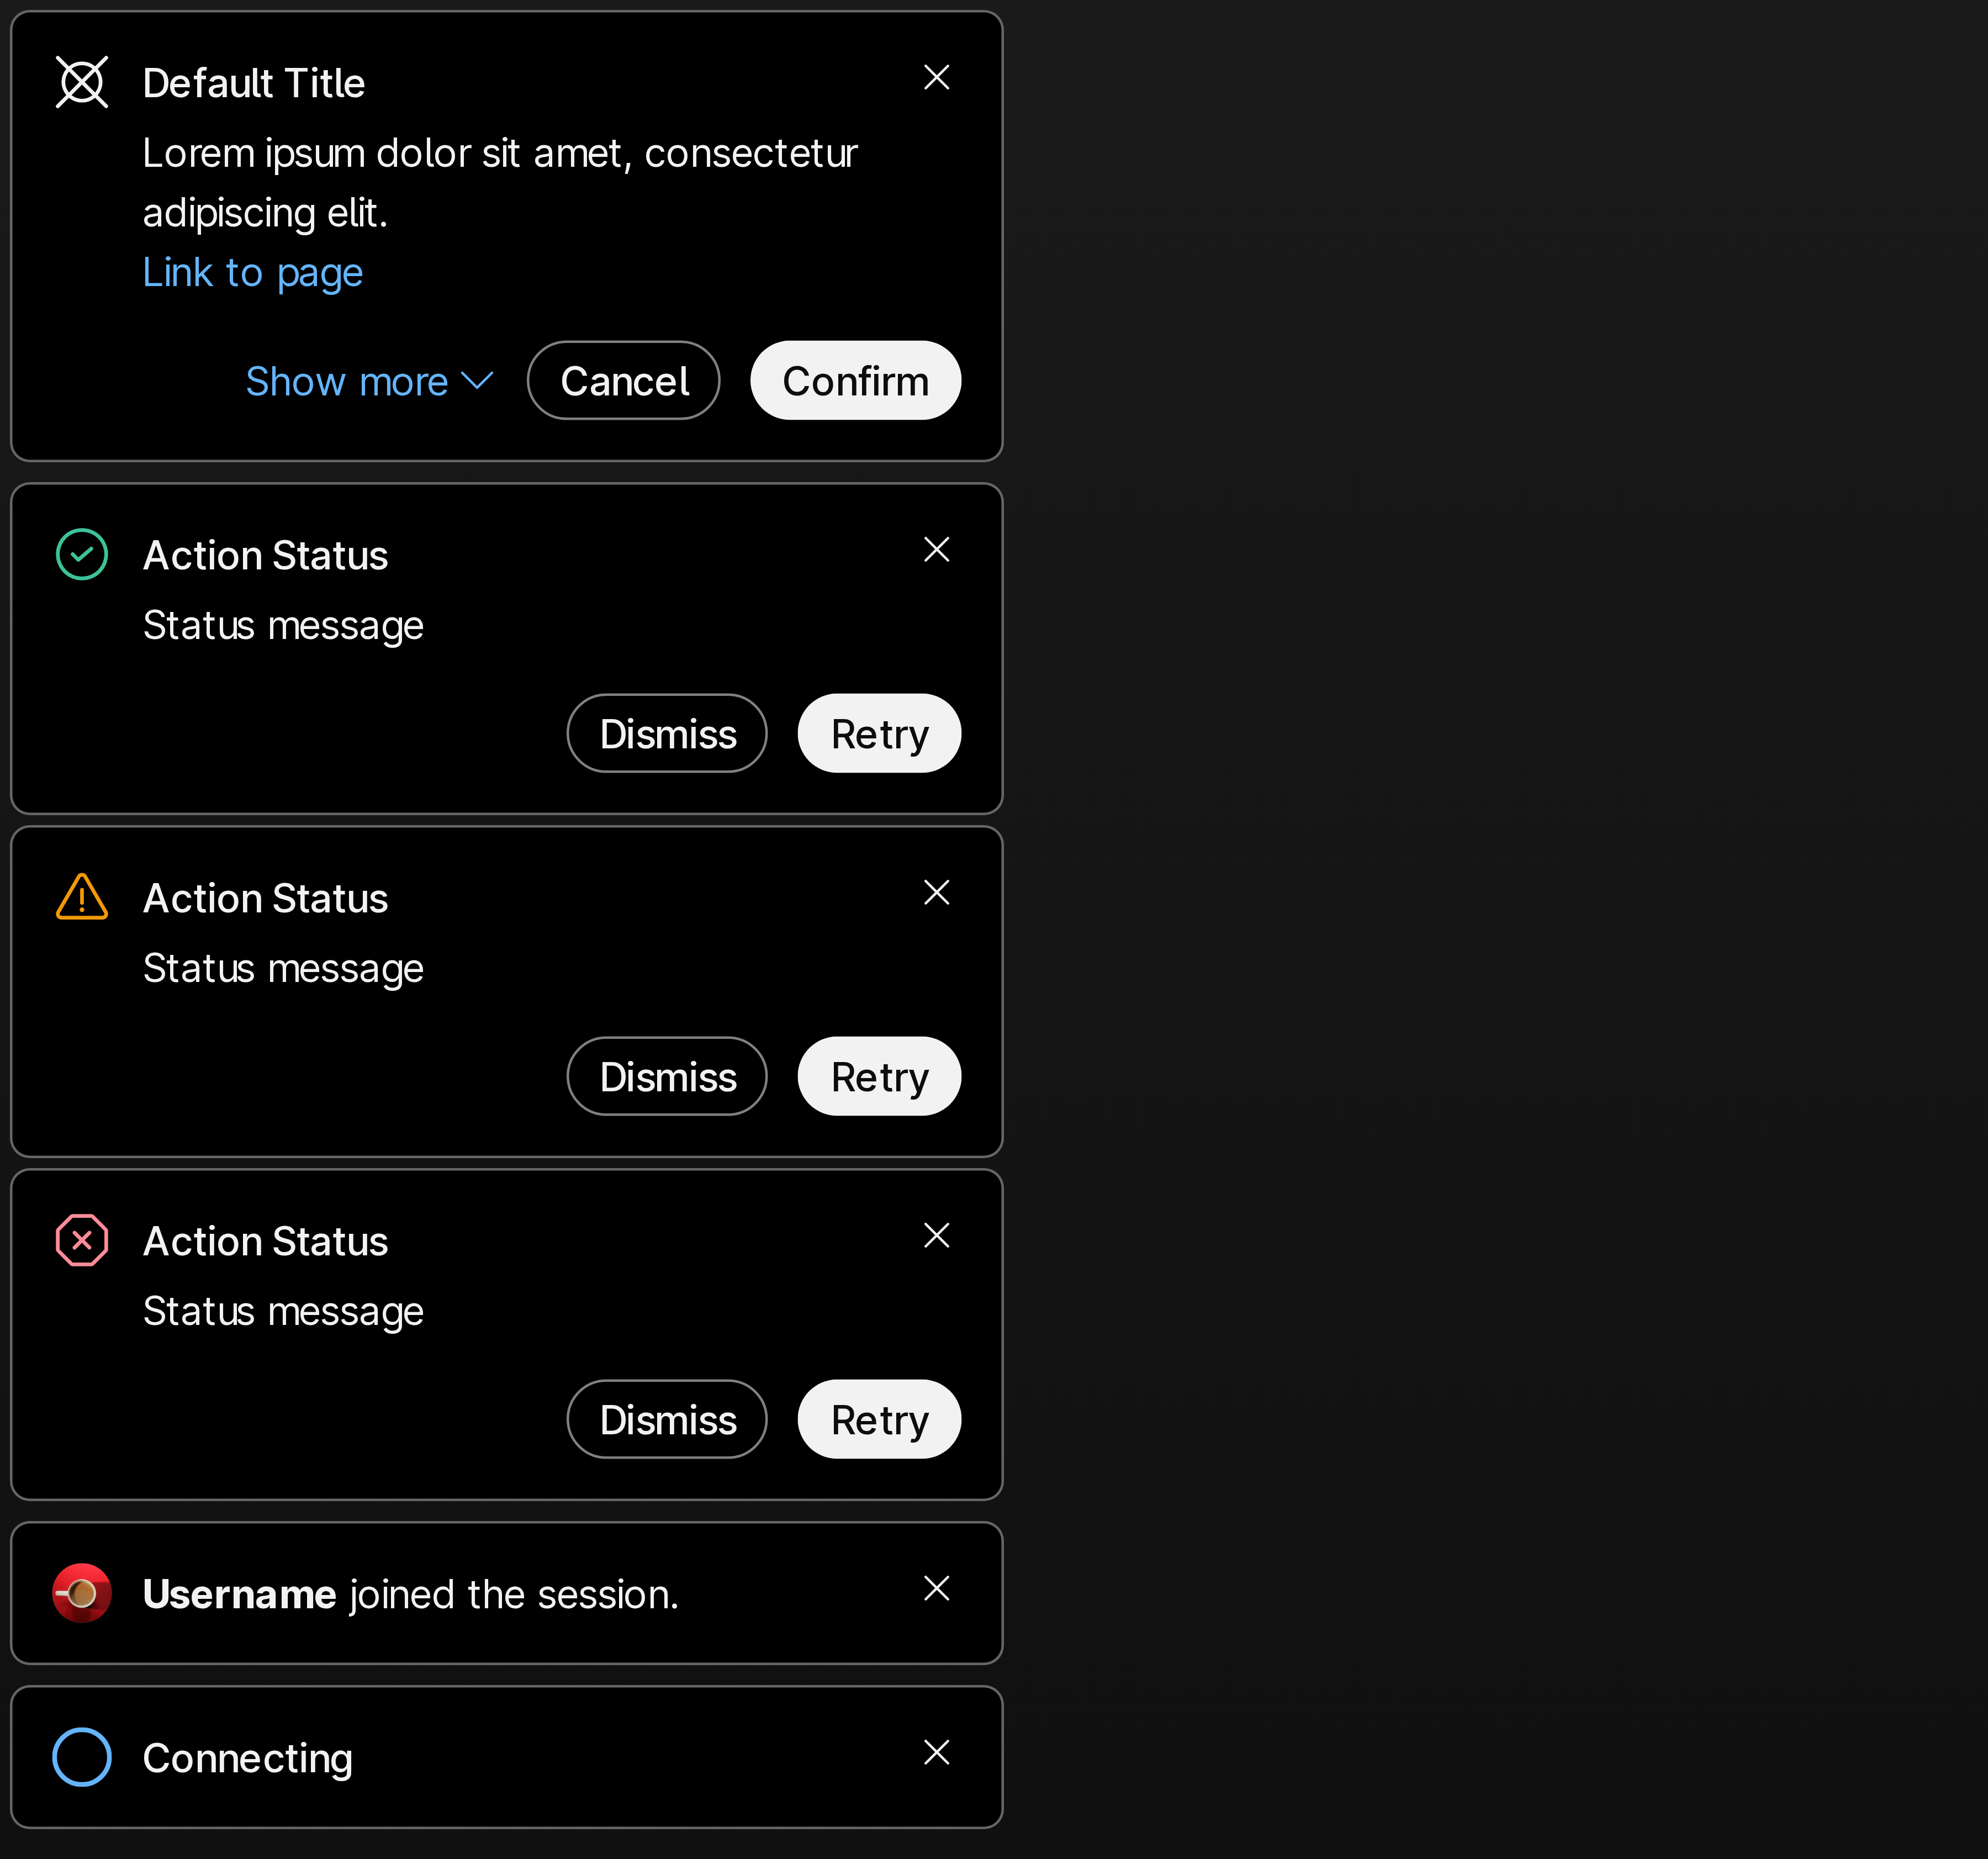 Default Title
Lorem ipsum dolor sit amet, consectetur
adipiscing elit.
Link to page
Show more
Cancel
Confirm
Action Status
Status message
Dismiss
Retry
Action Status
Status message
Dismiss
Retry
Action Status
Status message
Dismiss
Retry
Username joined the session.
Connecting